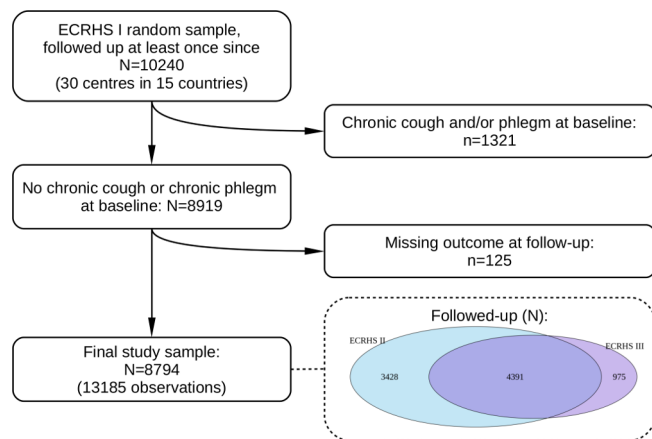 ECRHS I random sample,
followed up at least once since
N=10240
(30 centres in 15 countries)
Chronic cough and/or phlegm at baseline:
n=1321
No chronic cough or chronic phlegm
at baseline: N=8919
Missing outcome at follow-up:
n=125
Final study sample:
N=8794
(13185 observations)
Followed-up (N):
ECRHS II
ECRHS III
3428
4391
975